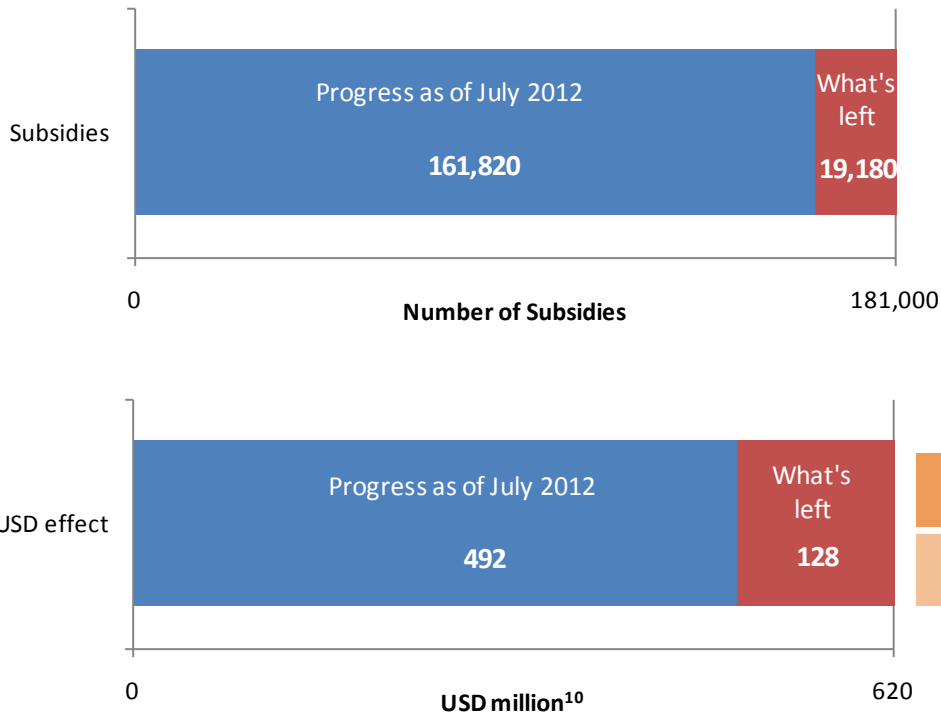 Progress as of July 2012
What's
left
Subsidies
161,820
19,180
0
181,000
Number of Subsidies
Progress as of July 2012
What's
left
USD effect
492
128
0
620
USD million¹⁰